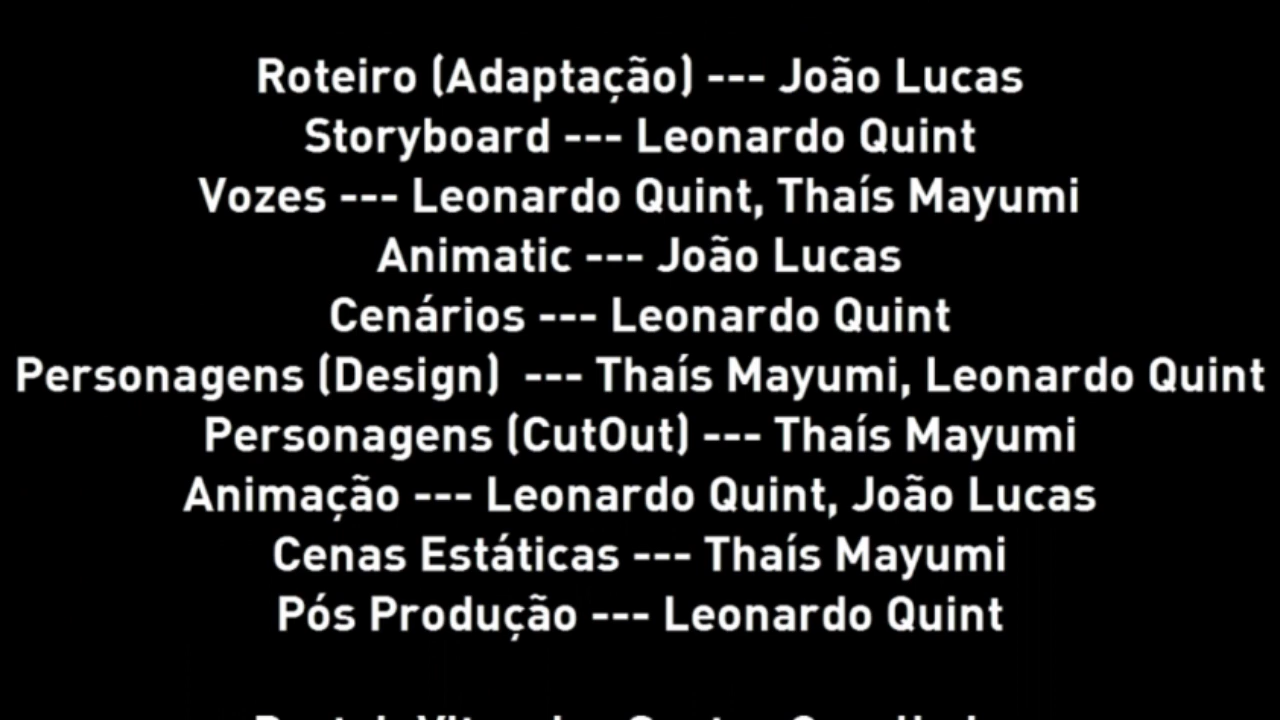 Roteiro (Adaptação) --- João Lucas
Storyboard --- Leonardo Quint
Vozes --- Leonardo Quint, Thaís Mayumi
Animatic --- João Lucas
Cenários --- Leonardo Quint
Personagens (Design)  --- Thaís Mayumi, Leonardo Quint
Personagens (CutOut) --- Thaís Mayumi
Animação --- Leonardo Quint, João Lucas
Cenas Estáticas --- Thaís Mayumi
Pós Produção --- Leonardo Quint